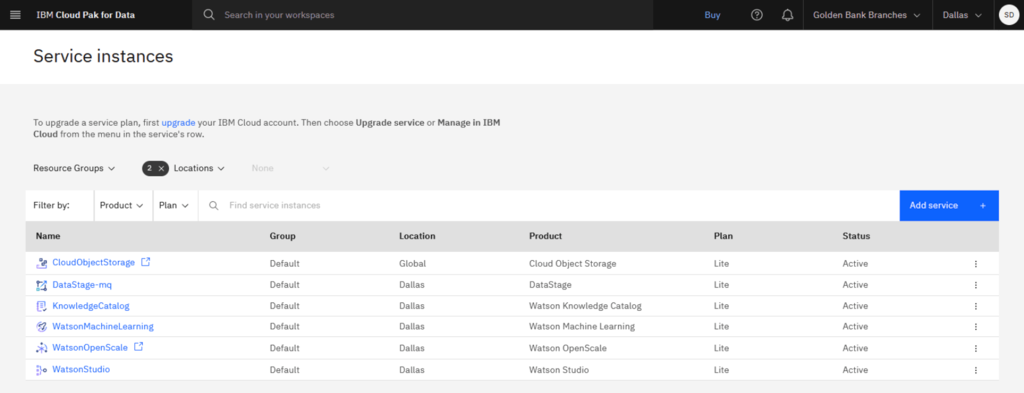 IBM Cloud Pak for Data Search in your workspaces Buy Golden Bank Branches Dallas SD
Service instances
To upgrade a service plan, first upgrade your IBM Cloud account. Then choose Upgrade service or Manage in IBM
Cloud from the menu in the service's row.
Resource Groups 2 × Locations None
Filter by: Product Plan Find service instances Add service +
Name Group Location Product Plan Status
CloudObjectStorage Default Global Cloud Object Storage Lite Active
DataStage-mq Default Dallas DataStage Lite Active
KnowledgeCatalog Default Dallas Watson Knowledge Catalog Lite Active
WatsonMachineLearning Default Dallas Watson Machine Learning Lite Active
WatsonOpenScale Default Dallas Watson OpenScale Lite Active
WatsonStudio Default Dallas Watson Studio Lite Active